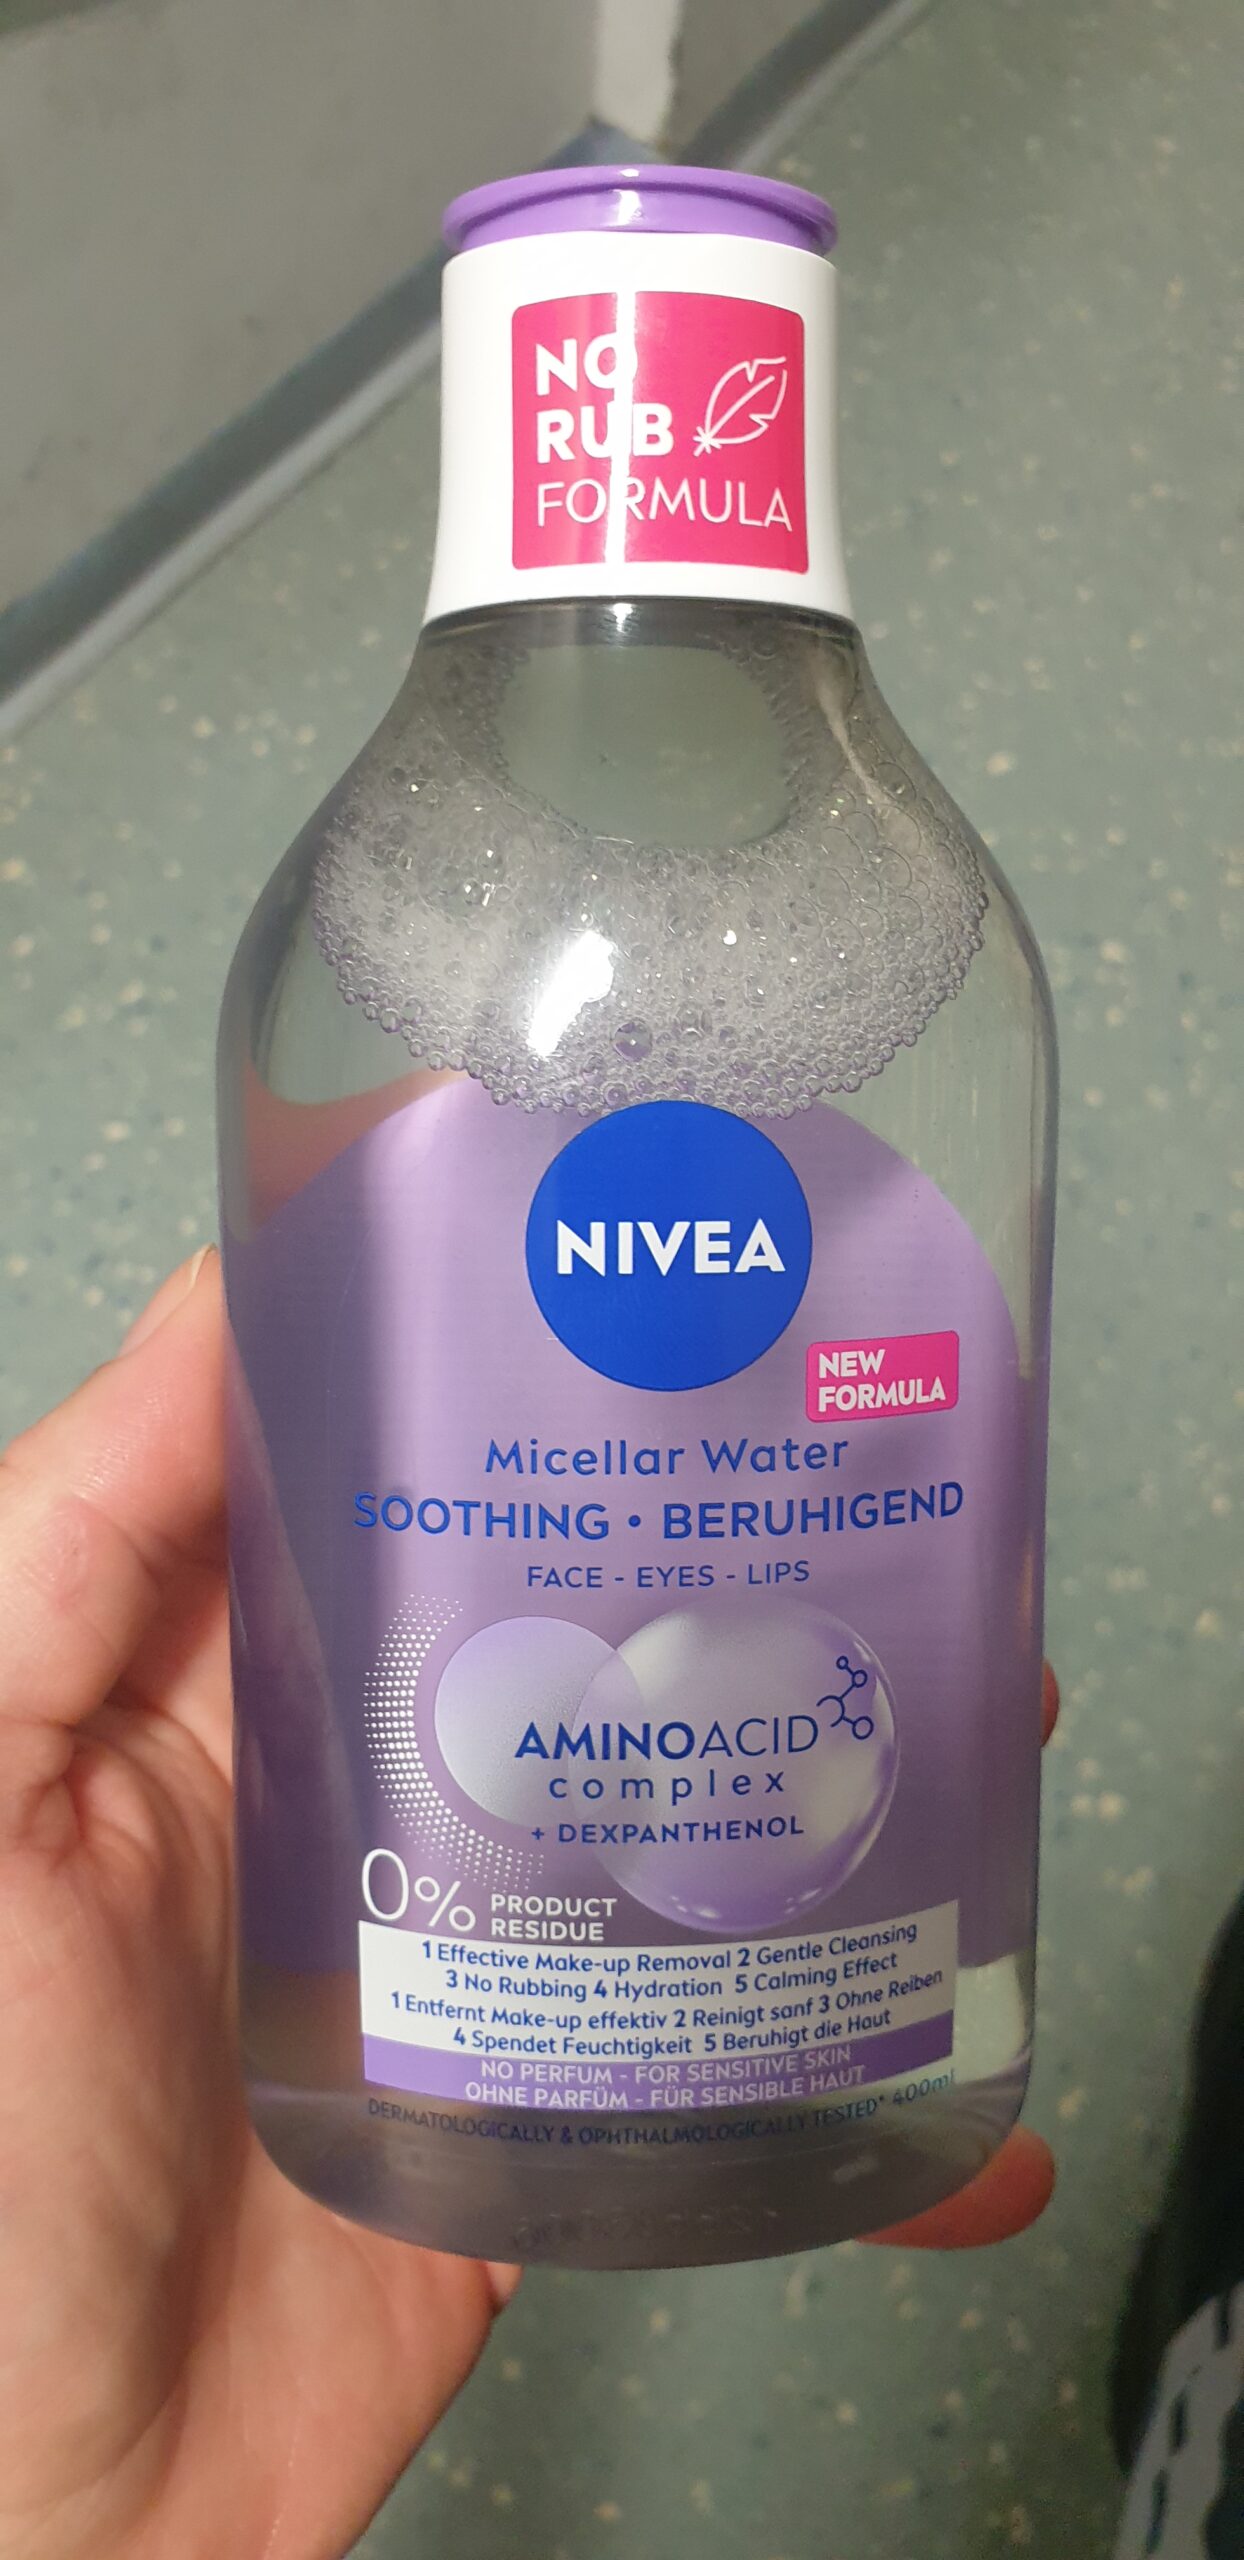 NO
RUB
FORMULA
NIVEA
NEW
FORMULA
Micellar Water
SOOTHING • BERUHIGEND
FACE - EYES - LIPS
AMINOACID
complex
+ DEXPANTHENOL
0% PRODUCT
RESIDUE
1 Effective Make-up Removal 2 Gentle Cleansing
3 No Rubbing 4 Hydration 5 Calming Effect
1 Entfernt Make-up effektiv 2 Reinigt sanf 3 Ohne Reiben
4 Spendet Feuchtigkeit 5 Beruhigt die Haut
NO PERFUM - FOR SENSITIVE SKIN
OHNE PARFÜM - FÜR SENSIBLE HAUT
DERMATOLOGICALLY & OPHTHALMOLOGICALLY TESTED* 400ml